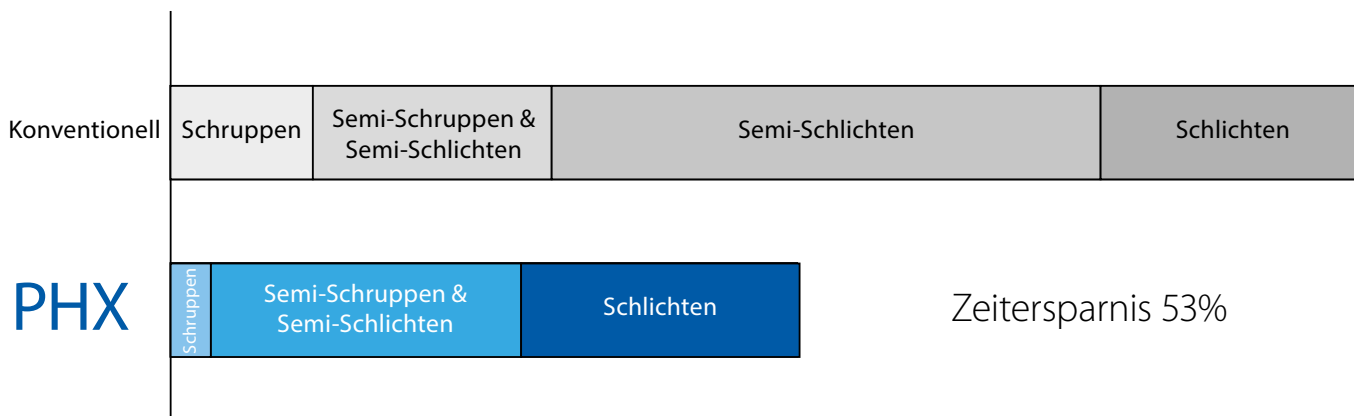 Konventionell
Schruppen
Semi-Schruppen &
Semi-Schlichten
Semi-Schlichten
Schlichten
PHX
Schruppen
Semi-Schruppen &
Semi-Schlichten
Schlichten
Zeitersparnis 53%